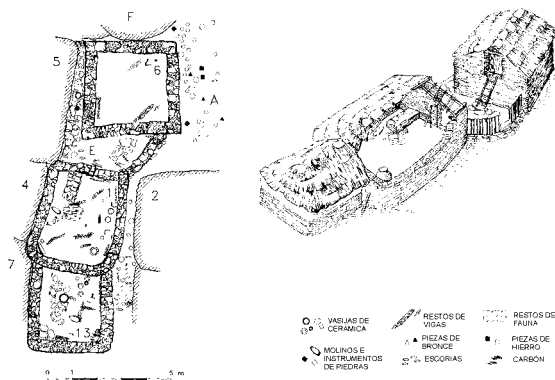 F
5
6
A
E
4
1
2
7
13
0 1 5 m
VASIJAS DE
CERAMICA
RESTOS DE
VIGAS
RESTOS DE
FAUNA
MOLINOS E
INSTRUMENTOS
DE PIEDRAS
PIEZAS DE
BRONCE
PIEZAS DE
HIERRO
ESCORIAS
CARBÓN